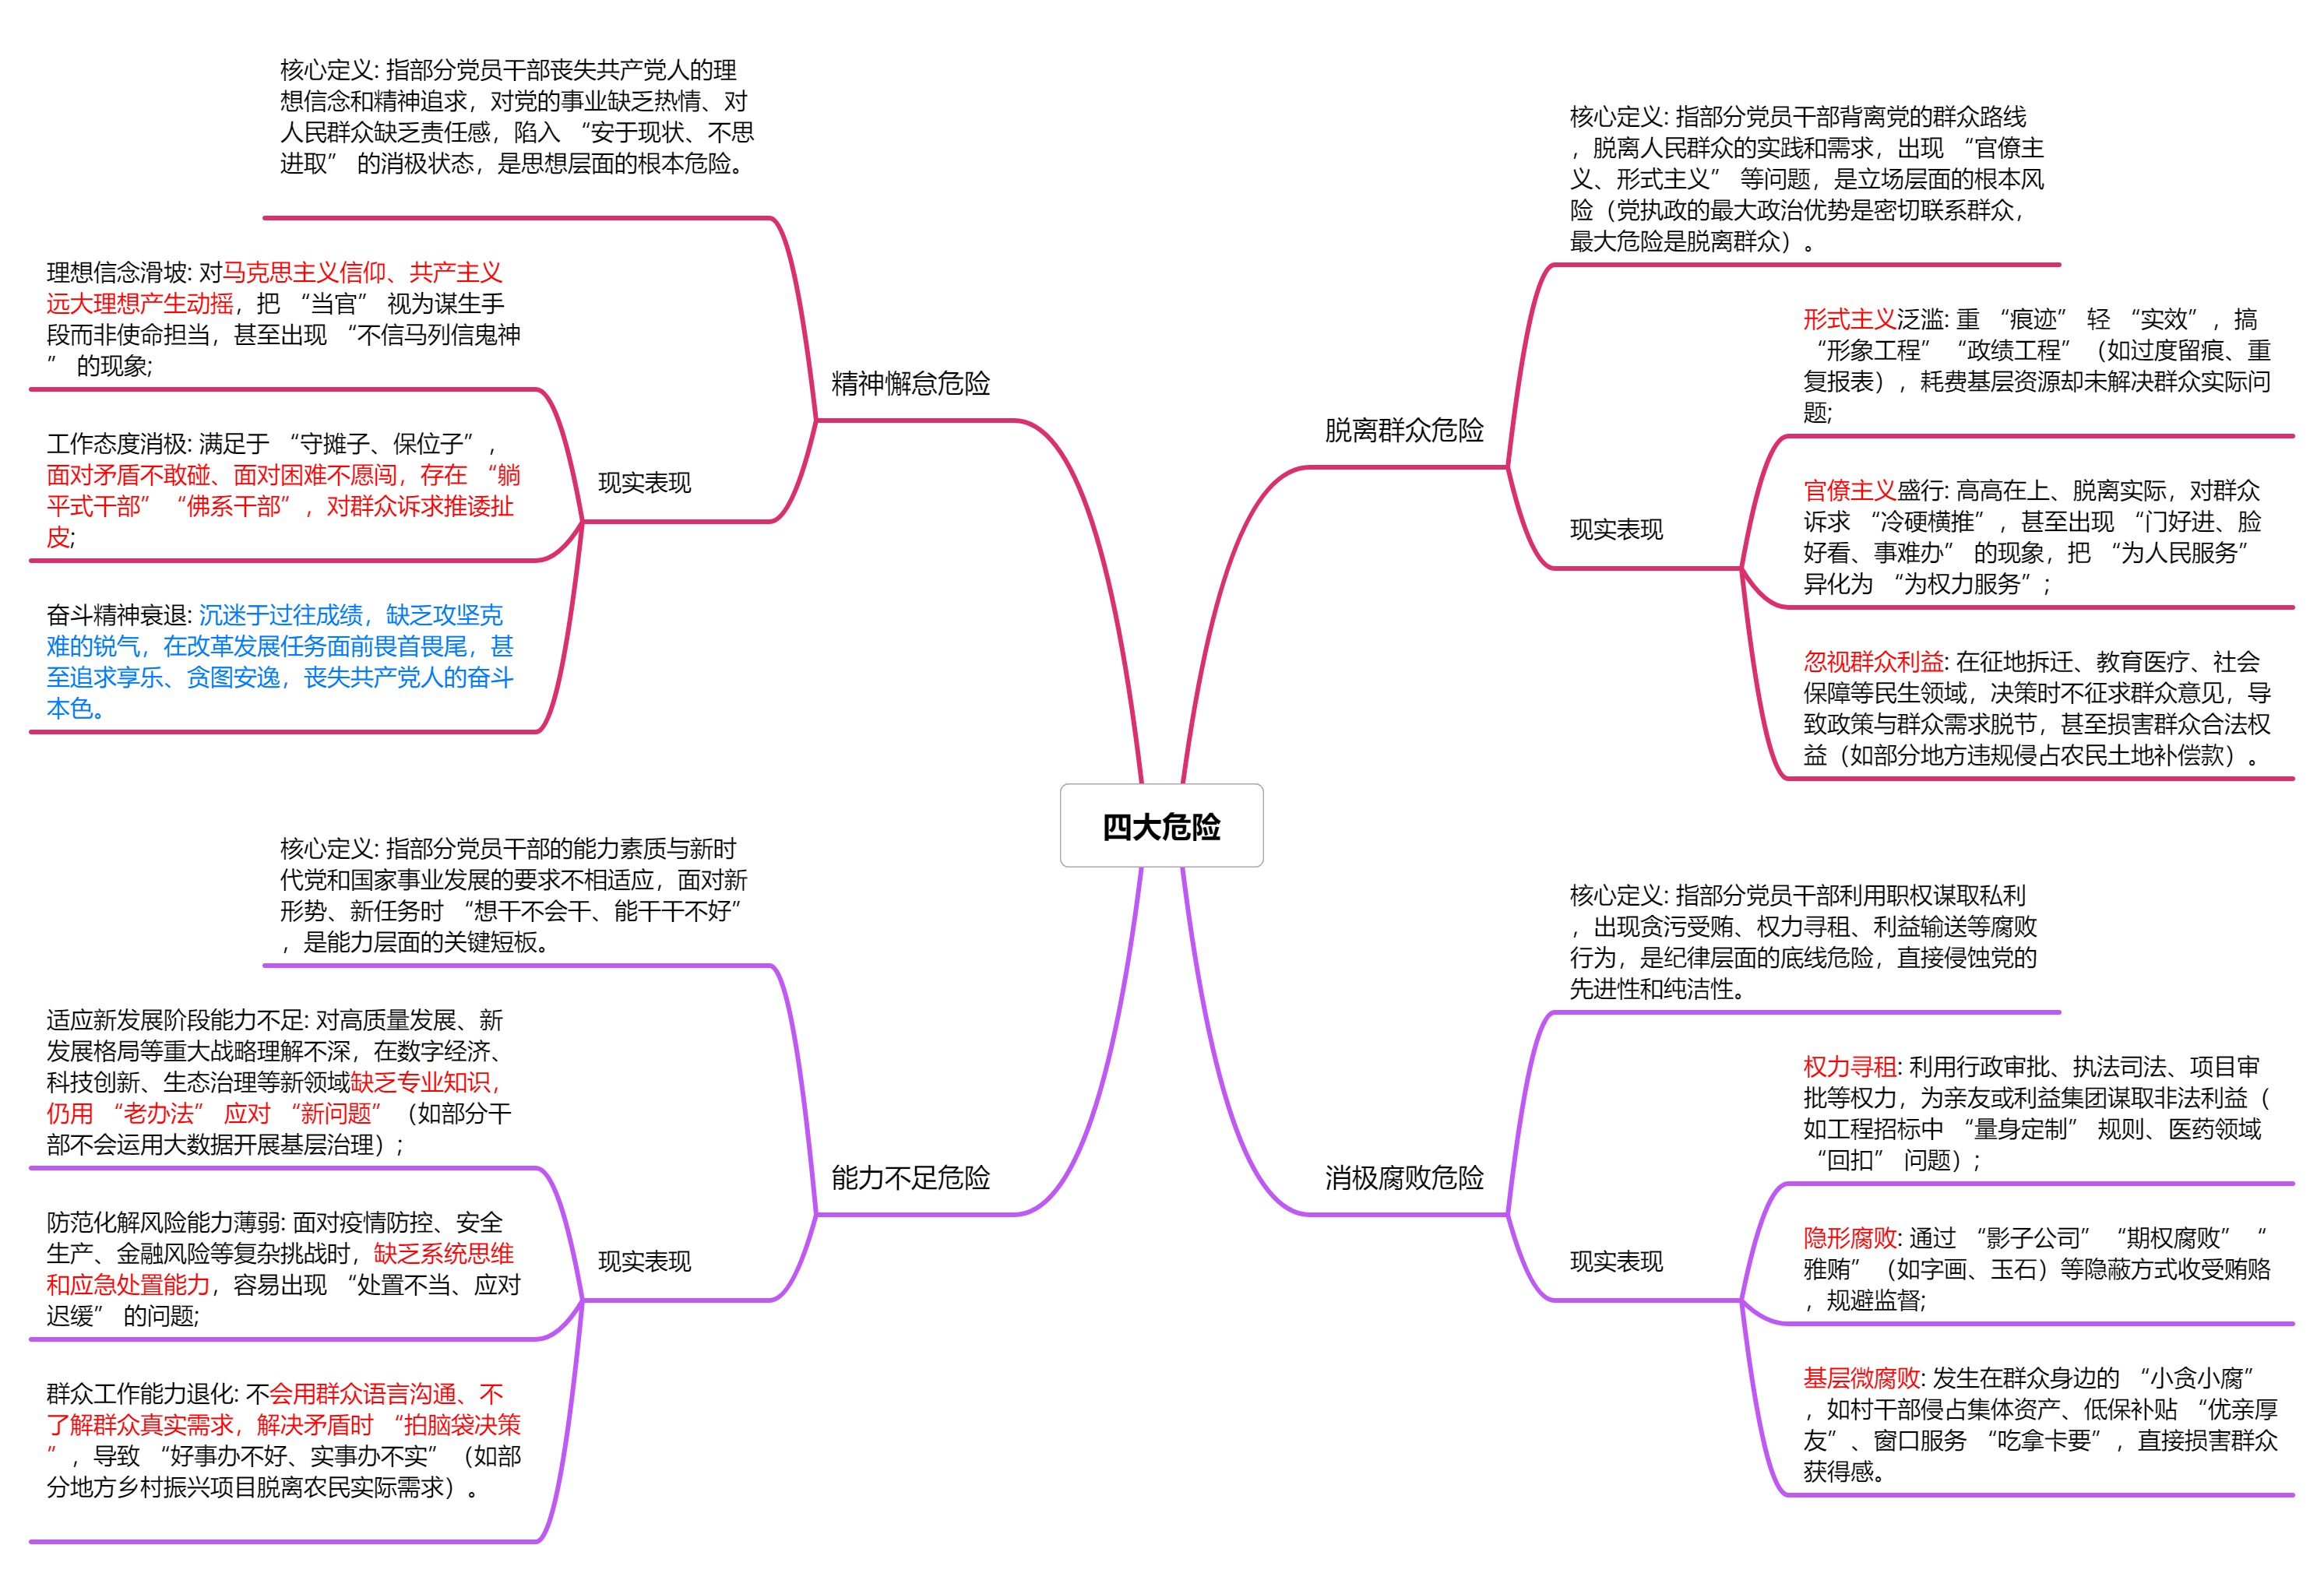 四大危险
精神懈怠危险
核心定义: 指部分党员干部丧失共产党人的理
想信念和精神追求，对党的事业缺乏热情、对
人民群众缺乏责任感，陷入 “安于现状、不思
进取” 的消极状态，是思想层面的根本危险。
现实表现
理想信念滑坡: 对马克思主义信仰、共产主义
远大理想产生动摇，把 “当官” 视为谋生手
段而非使命担当，甚至出现 “不信马列信鬼神
” 的现象;
工作态度消极: 满足于 “守摊子、保位子”，
面对矛盾不敢碰、面对困难不愿闯，存在 “躺
平式干部”“佛系干部”，对群众诉求推诿扯
皮;
奋斗精神衰退: 沉迷于过往成绩，缺乏攻坚克
难的锐气，在改革发展任务面前畏首畏尾，甚
至追求享乐、贪图安逸，丧失共产党人的奋斗
本色。
脱离群众危险
核心定义: 指部分党员干部背离党的群众路线
，脱离人民群众的实践和需求，出现 “官僚主
义、形式主义” 等问题，是立场层面的根本风
险（党执政的最大政治优势是密切联系群众，
最大危险是脱离群众）。
现实表现
形式主义泛滥: 重 “痕迹” 轻 “实效”，搞
“形象工程”“政绩工程”（如过度留痕、重
复报表），耗费基层资源却未解决群众实际问
题;
官僚主义盛行: 高高在上、脱离实际，对群众
诉求 “冷硬横推”，甚至出现 “门好进、脸
好看、事难办” 的现象，把 “为人民服务”
异化为 “为权力服务”;
忽视群众利益: 在征地拆迁、教育医疗、社会
保障等民生领域，决策时不征求群众意见，导
致政策与群众需求脱节，甚至损害群众合法权
益（如部分地方违规侵占农民土地补偿款）。
能力不足危险
核心定义: 指部分党员干部的能力素质与新时
代党和国家事业发展的要求不相适应，面对新
形势、新任务时 “想干不会干、能干干不好”
，是能力层面的关键短板。
现实表现
适应新发展阶段能力不足: 对高质量发展、新
发展格局等重大战略理解不深，在数字经济、
科技创新、生态治理等新领域缺乏专业知识，
仍用 “老办法” 应对 “新问题”（如部分干
部不会运用大数据开展基层治理）;
防范化解风险能力薄弱: 面对疫情防控、安全
生产、金融风险等复杂挑战时，缺乏系统思维
和应急处置能力，容易出现 “处置不当、应对
迟缓” 的问题;
群众工作能力退化: 不会用群众语言沟通、不
了解群众真实需求，解决矛盾时 “拍脑袋决策
”，导致 “好事办不好、实事办不实”（如部
分地方乡村振兴项目脱离农民实际需求）。
消极腐败危险
核心定义: 指部分党员干部利用职权谋取私利
，出现贪污受贿、权力寻租、利益输送等腐败
行为，是纪律层面的底线危险，直接侵蚀党的
先进性和纯洁性。
现实表现
权力寻租: 利用行政审批、执法司法、项目审
批等权力，为亲友或利益集团谋取非法利益（
如工程招标中 “量身定制” 规则、医药领域
“回扣” 问题）;
隐形腐败: 通过 “影子公司”“期权腐败”“
雅贿”（如字画、玉石）等隐蔽方式收受贿赂
，规避监督;
基层微腐败: 发生在群众身边的 “小贪小腐”
，如村干部侵占集体资产、低保补贴 “优亲厚
友”、窗口服务 “吃拿卡要”，直接损害群众
获得感。